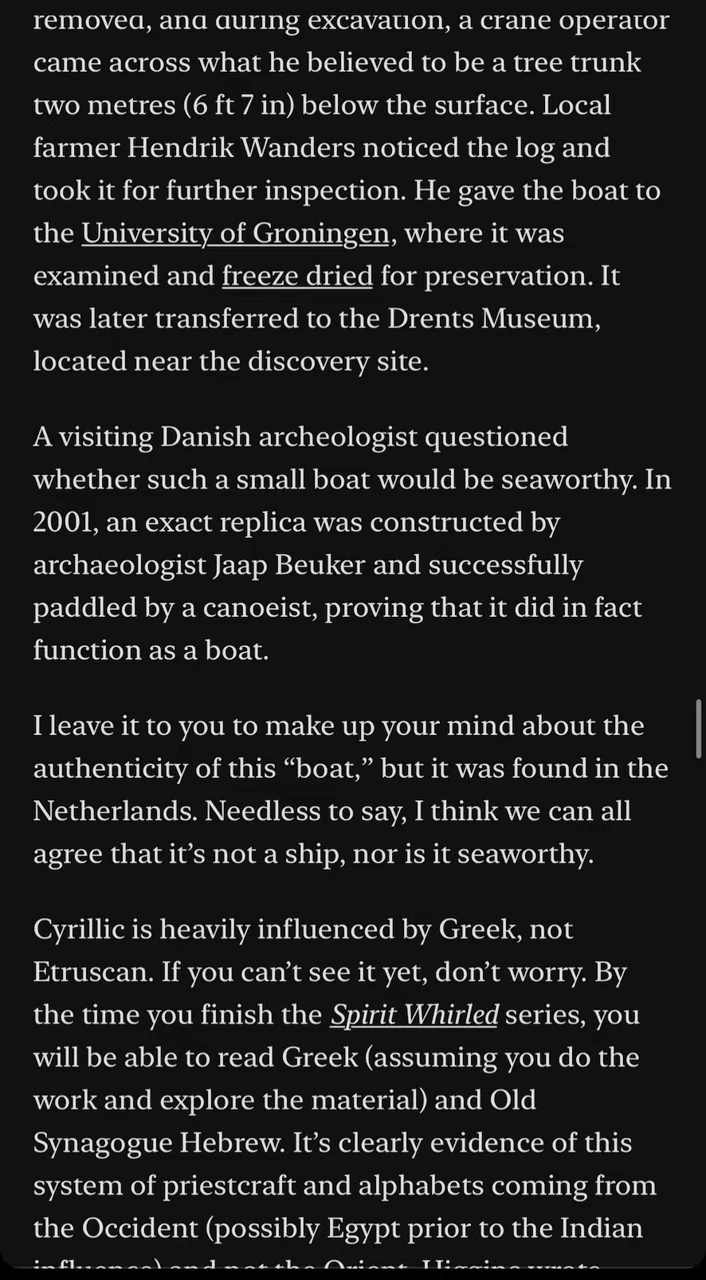 removed, and during excavation, a crane operator
came across what he believed to be a tree trunk
two metres (6 ft 7 in) below the surface. Local
farmer Hendrik Wanders noticed the log and
took it for further inspection. He gave the boat to
the University of Groningen, where it was
examined and freeze dried for preservation. It
was later transferred to the Drents Museum,
located near the discovery site.
A visiting Danish archeologist questioned
whether such a small boat would be seaworthy. In
2001, an exact replica was constructed by
archaeologist Jaap Beuker and successfully
paddled by a canoeist, proving that it did in fact
function as a boat.
I leave it to you to make up your mind about the
authenticity of this “boat,” but it was found in the
Netherlands. Needless to say, I think we can all
agree that it’s not a ship, nor is it seaworthy.
Cyrillic is heavily influenced by Greek, not
Etruscan. If you can’t see it yet, don’t worry. By
the time you finish the Spirit Whirled series, you
will be able to read Greek (assuming you do the
work and explore the material) and Old
Synagogue Hebrew. It’s clearly evidence of this
system of priestcraft and alphabets coming from
the Occident (possibly Egypt prior to the Indian
influence) and not the Orient. Higgins wrote